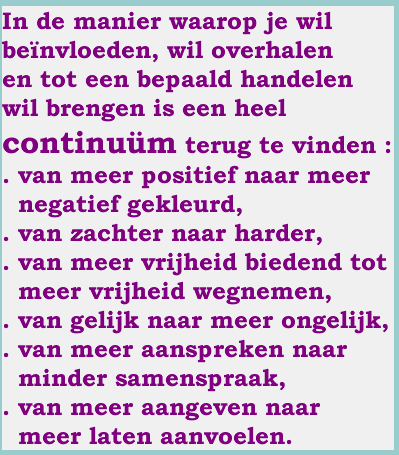 In de manier waarop je wil
beïnvloeden, wil overhalen
en tot een bepaald handelen
wil brengen is een heel
continuüm terug te vinden :
. van meer positief naar meer
negatief gekleurd,
. van zachter naar harder,
. van meer vrijheid biedend tot
meer vrijheid wegnemen,
. van gelijk naar meer ongelijk,
. van meer aanspreken naar
minder samenspraak,
. van meer aangeven naar
meer laten aanvoelen.